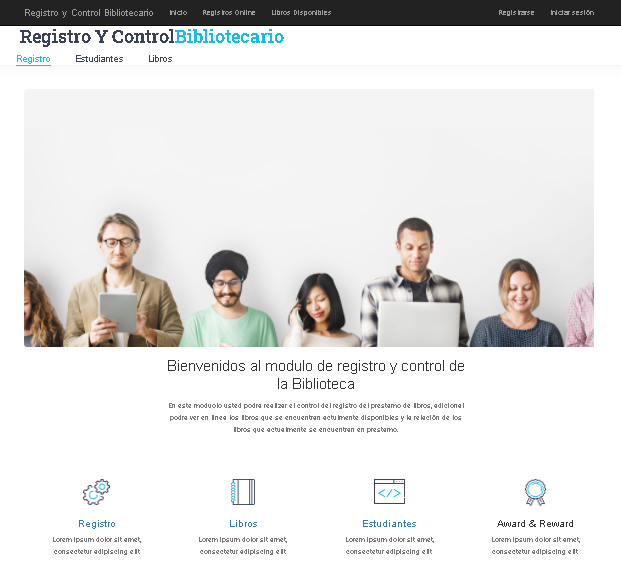 Registro y Control Bibliotecario Inicio Registros Online Libros Disponibles Registrarse Iniciar sesión
Registro Y ControlBibliotecario
Registro Estudiantes Libros
Bienvenidos al modulo de registro y control de
la Biblioteca
En este moduolo usted podra realizar el control del registro del prestamo de libros, adicional
podra ver en linea los libros que se encuentran actulmente disponibles y la relación de los
libros que actualmente se encuentran en prestamo.
Registro Libros Estudiantes Award & Reward
Lorem ipsum dolor sit amet, Lorem ipsum dolor sit amet, Lorem ipsum dolor sit amet, Lorem ipsum dolor sit amet,
consectetur adipiscing elit consectetur adipiscing elit consectetur adipiscing elit consectetur adipiscing elit